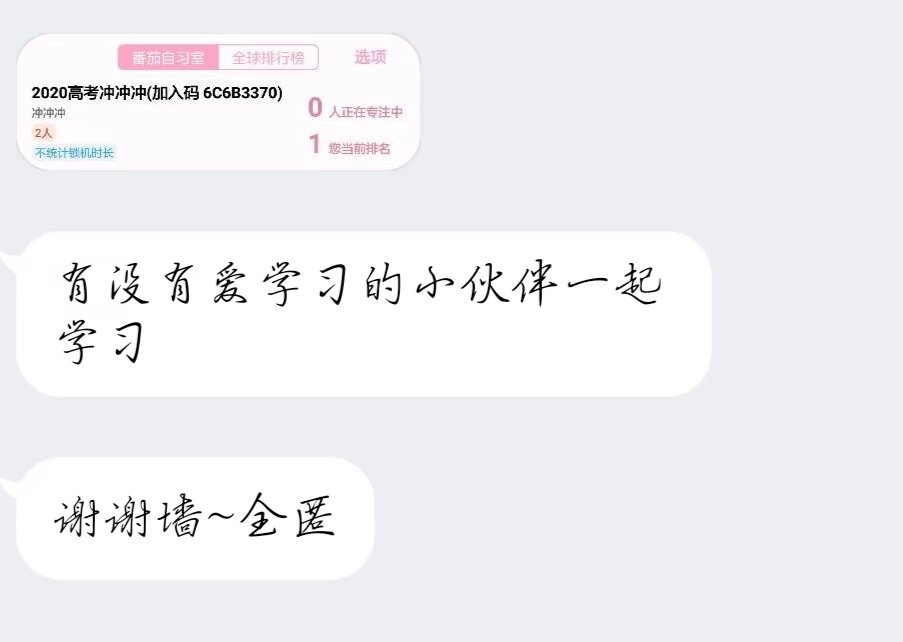 番茄自习室 全球排行榜 选项
2020高考冲冲冲(加入码 6C6B3370)
冲冲冲
0 人正在专注中
2人
1 您当前排名
不统计锁机时长
有没有爱学习的小伙伴一起
学习
谢谢墙~全匿